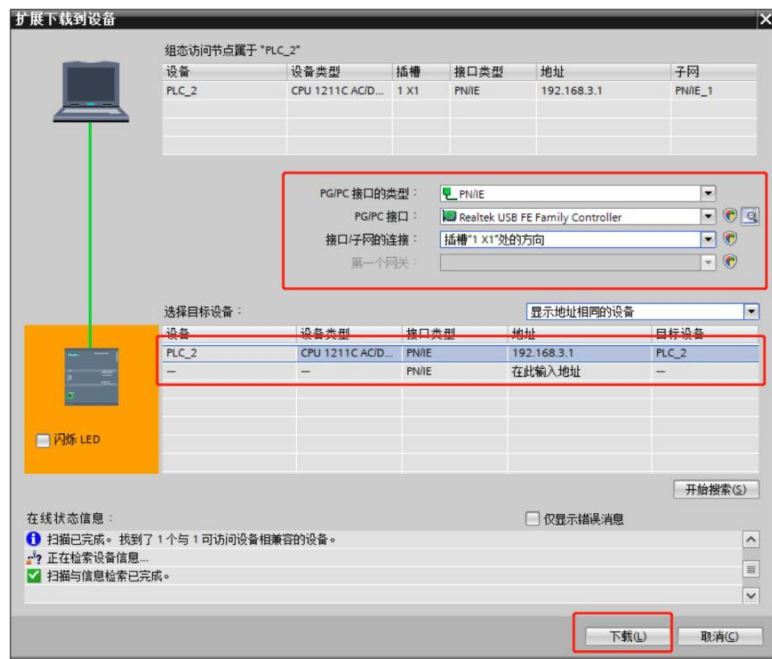 扩展下载到设备
组态访问节点属于 "PLC_2"
设备 设备类型 插槽 接口类型 地址 子网
PLC_2 CPU 1211C AC/D... 1 X1 PN/IE 192.168.3.1 PN/IE_1
PG/PC 接口的类型： PN/IE
PG/PC 接口： Realtek USB FE Family Controller
接口/子网的连接： 插槽"1 X1"处的方向
第一个网关：
选择目标设备： 显示地址相同的设备
设备 设备类型 接口类型 地址 目标设备
PLC_2 CPU 1211C AC/D... PN/IE 192.168.3.1 PLC_2
— — PN/IE 在此输入地址 —
闪烁 LED
开始搜索(S)
在线状态信息： 仅显示错误消息
扫描已完成。找到了 1 个与 1 可访问设备相兼容的设备。
正在检索设备信息...
扫描与信息检索已完成。
下载(L) 取消(C)